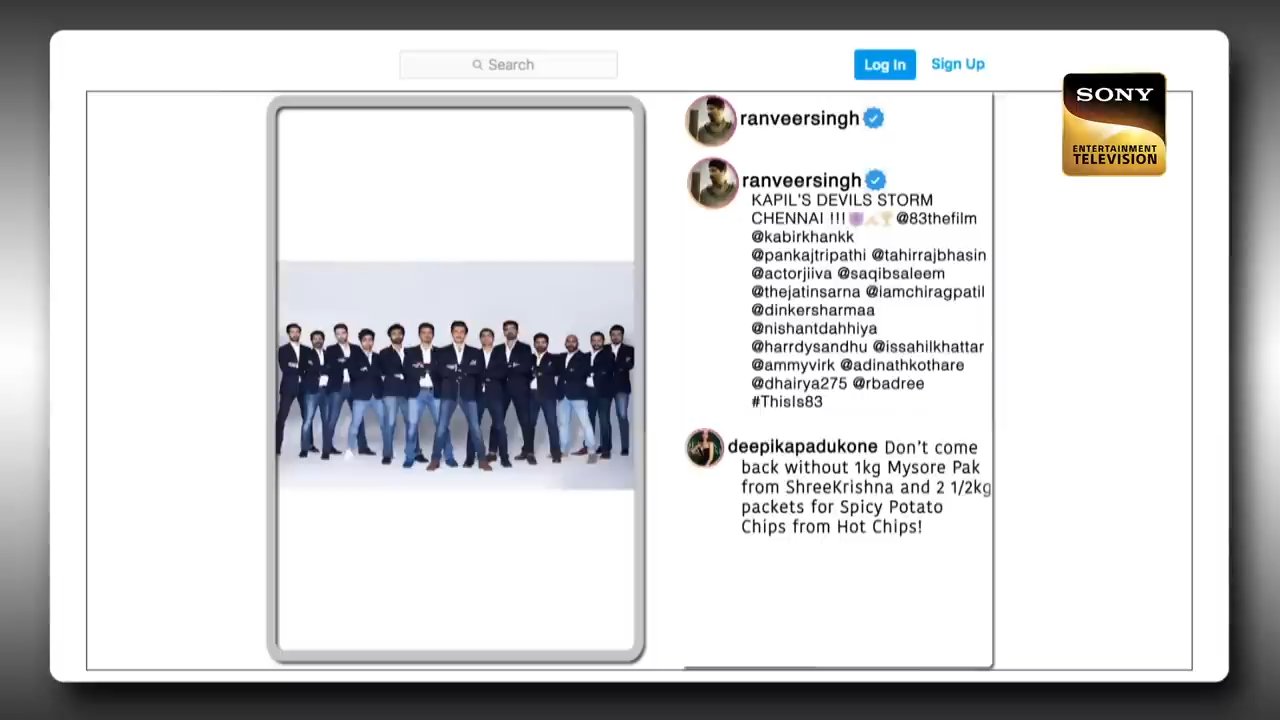 Search
Log In
Sign Up
SONY
ENTERTAINMENT
TELEVISION
ranveersingh
ranveersingh
KAPIL'S DEVILS STORM
CHENNAI !!! @83thefilm
@kabirkhankk
@pankajtripathi @tahirrajbhasin
@actorjiiva @saqibsaleem
@thejatinsarna @iamchiragpatil
@dinkersharmaa
@nishantdahhiya
@harrdysandhu @issahilkhattar
@ammyvirk @adinathkothare
@dhairya275 @rbadree
#ThisIs83
deepikapadukone Don't come
back without 1kg Mysore Pak
from ShreeKrishna and 2 1/2kg
packets for Spicy Potato
Chips from Hot Chips!